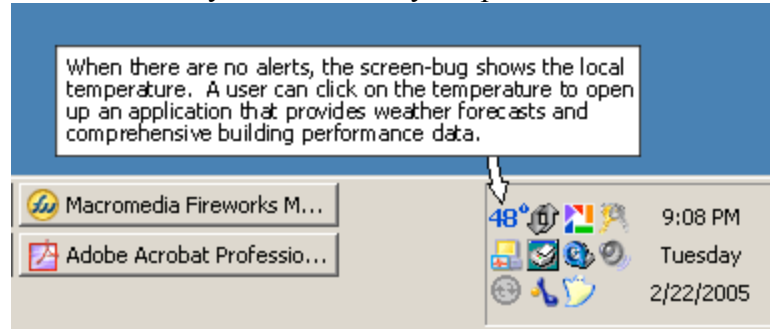 When there are no alerts, the screen-bug shows the local
temperature.  A user can click on the temperature to open
up an application that provides weather forecasts and
comprehensive building performance data.
Macromedia Fireworks M...
48°
9:08 PM
Adobe Acrobat Professio...
Tuesday
2/22/2005